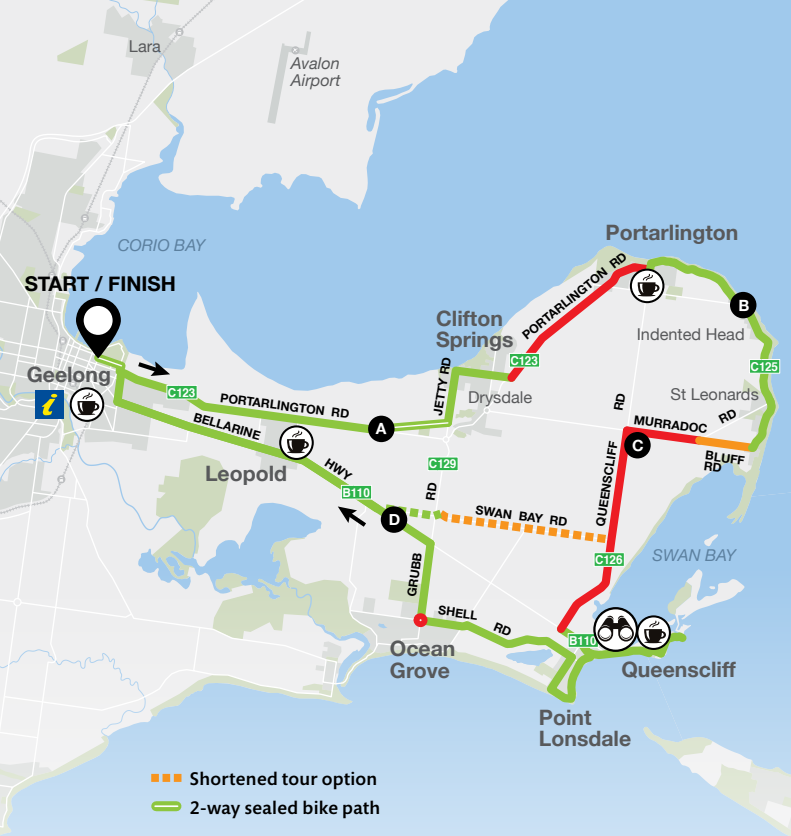 Lara
Avalon
Airport
CORIO BAY
Portarlington
START / FINISH
PORTARLINGTON RD
B
Clifton
Springs
Indented Head
C123
Geelong
C125
i
C123
JETTY RD
Drysdale
St Leonards
PORTARLINGTON RD
A
RD
MURRADOC RD
BELLARINE
C
BLUFF
RD
Leopold
HWY
C129
QUEENSCLIFF
B110
RD
D
SWAN BAY RD
SWAN BAY
C126
GRUBB
SHELL RD
B110
Ocean
Grove
Queenscliff
Point
Lonsdale
Shortened tour option
2-way sealed bike path